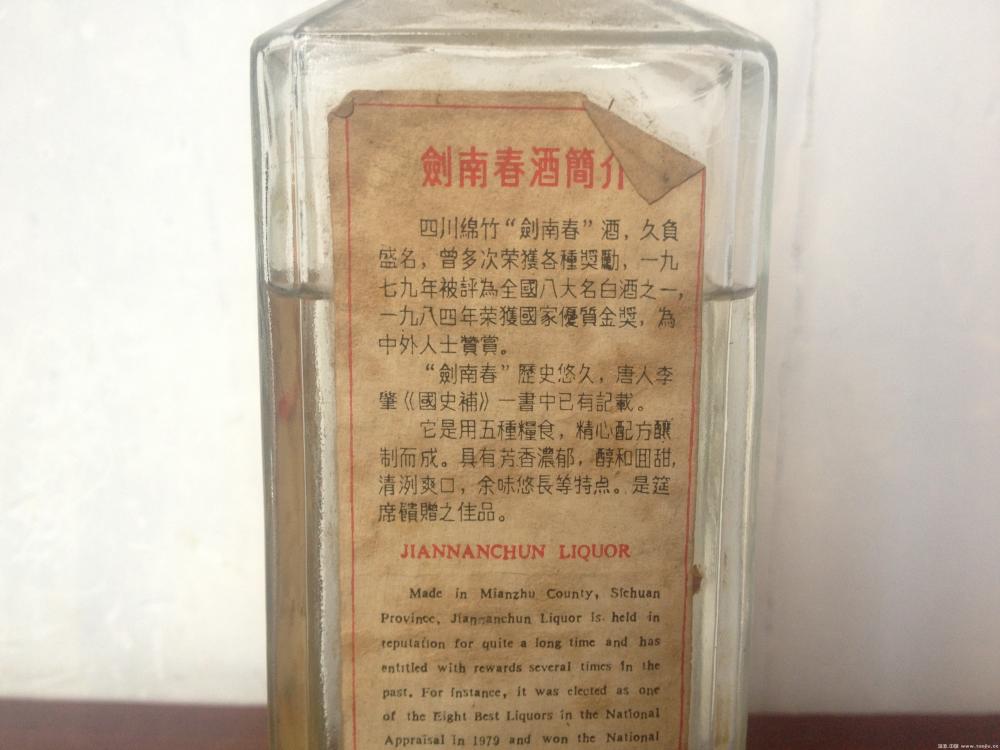 劍南春酒簡介
四川綿竹“劍南春”酒，久負
盛名，曾多次荣獲各種獎勵，一九
七九年被評為全國八大名白酒之一，
一九八四年荣獲國家優質金奖，為
中外人士贊賞。
“劍南春”歷史悠久，唐人李
肇《國史補》一書中已有記載。
它是用五種糧食，精心配方釀
制而成。具有芳香濃郁，醇和回甜，
清洌爽口，余味悠長等特点。是筵
席饋贈之佳品。
JIANNANCHUN LIQUOR
Made in Mianzhu County, Sichuan
Province, Jiannanchun Liquor is held in
reputation for quite a long time and has
entitled with rewards several times in the
past. For instance, it was elected as one
of the Eight Best Liquors in the National
Appraisal in 1979 and won the National